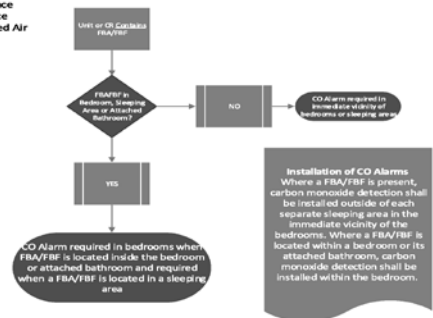 ed Air
Unit or CR Contains
FBA/FBF
FBAFBF in
Bedroom, Sleeping
Area or Attached
Bathroom?
NO
CO Alarm required in
immediate vicinity of
bedrooms or sleeping areas
YES
CO Alarm required in bedrooms when
FBA/FBF is located inside the bedroom
or attached bathroom and required
when a FBA/FBF is located in a sleeping
area
Installation of CO Alarms
Where a FBA/FBF is present,
carbon monoxide detection shall
be installed outside of each
separate sleeping area in the
immediate vicinity of the
bedrooms. Where a FBA/FBF is
located within a bedroom or its
attached bathroom, carbon
monoxide detection shall be
installed within the bedroom.